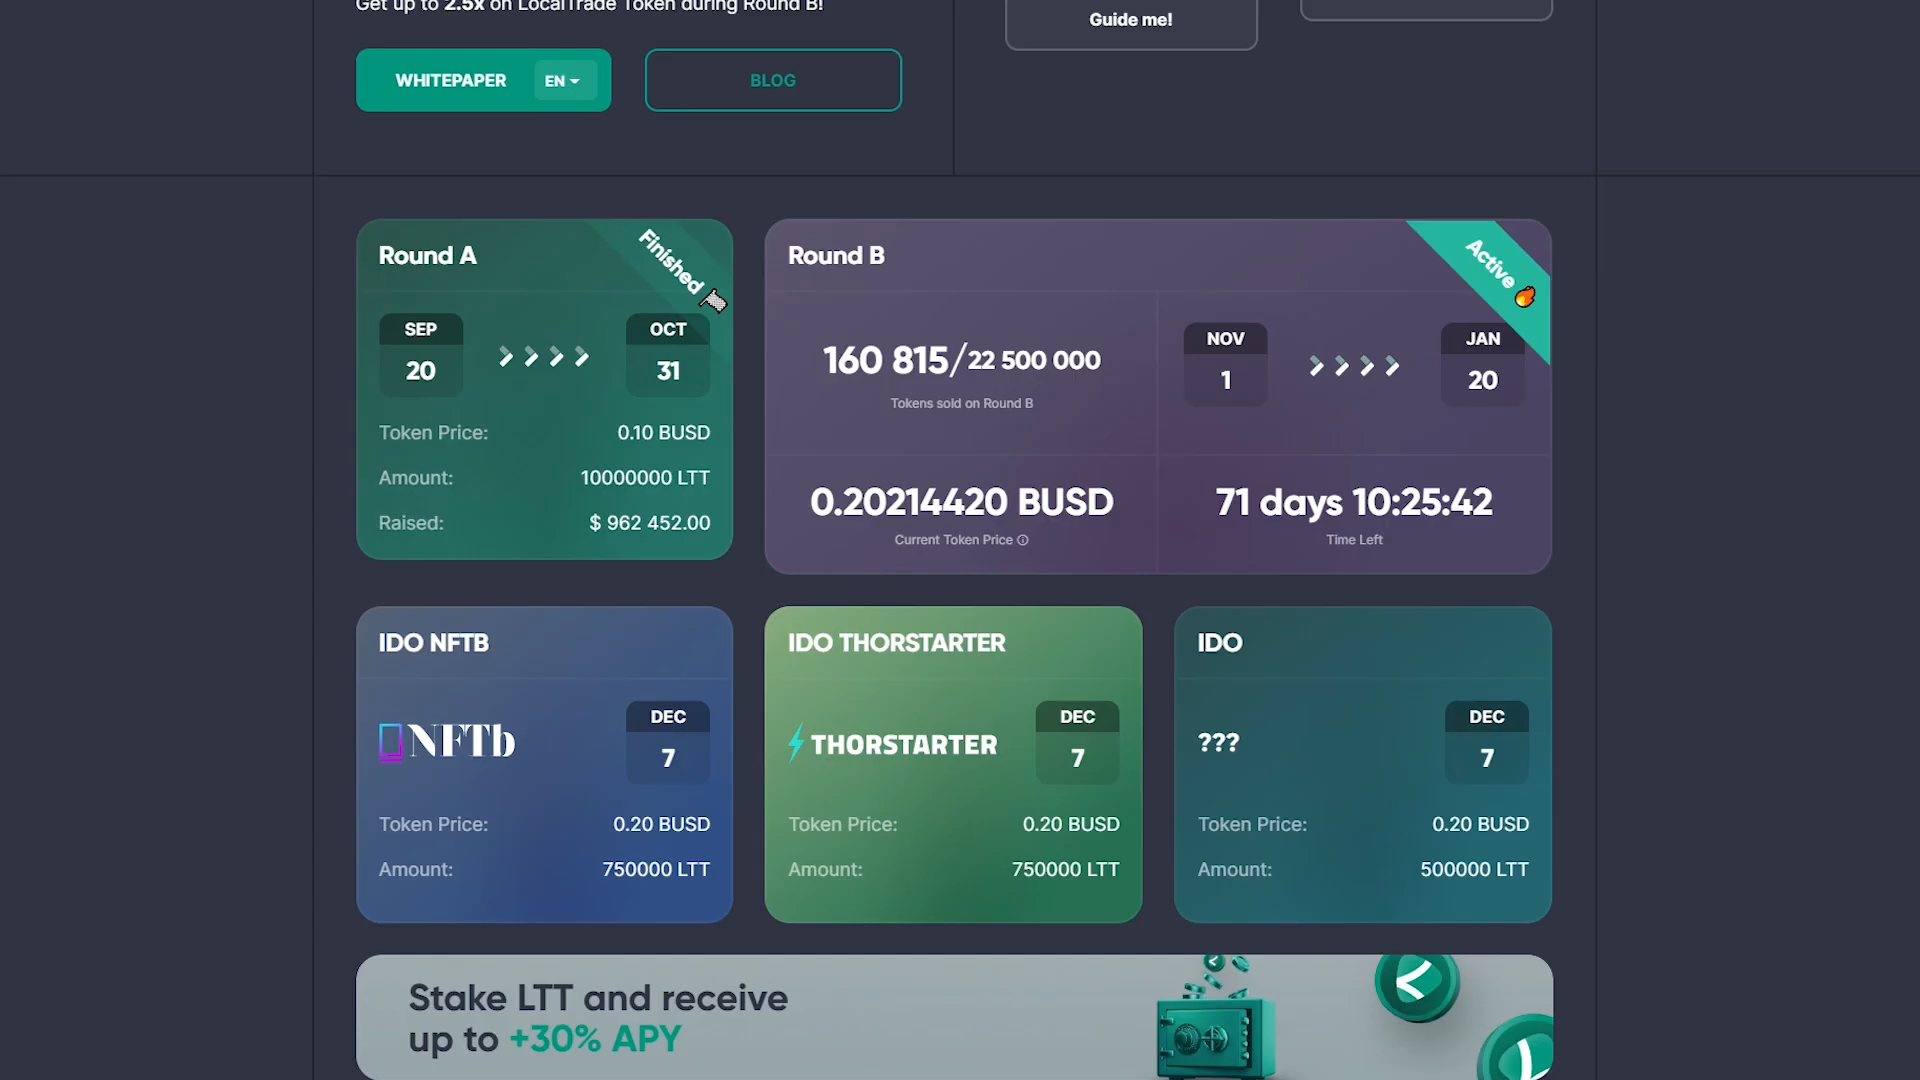 Get up to 2.5x on LocalTrade Token during Round B!
Guide me!
WHITEPAPER EN
BLOG
Round A
Finished
SEP
20
OCT
31
Token Price: 0.10 BUSD
Amount: 10000000 LTT
Raised: $ 962 452.00
Round B
Active
160 815/22 500 000
Tokens sold on Round B
NOV
1
JAN
20
0.20214420 BUSD
Current Token Price
71 days 10:25:42
Time Left
IDO NFTB
NFTb
DEC
7
Token Price: 0.20 BUSD
Amount: 750000 LTT
IDO THORSTARTER
THORSTARTER
DEC
7
Token Price: 0.20 BUSD
Amount: 750000 LTT
IDO
???
DEC
7
Token Price: 0.20 BUSD
Amount: 500000 LTT
Stake LTT and receive
up to +30% APY